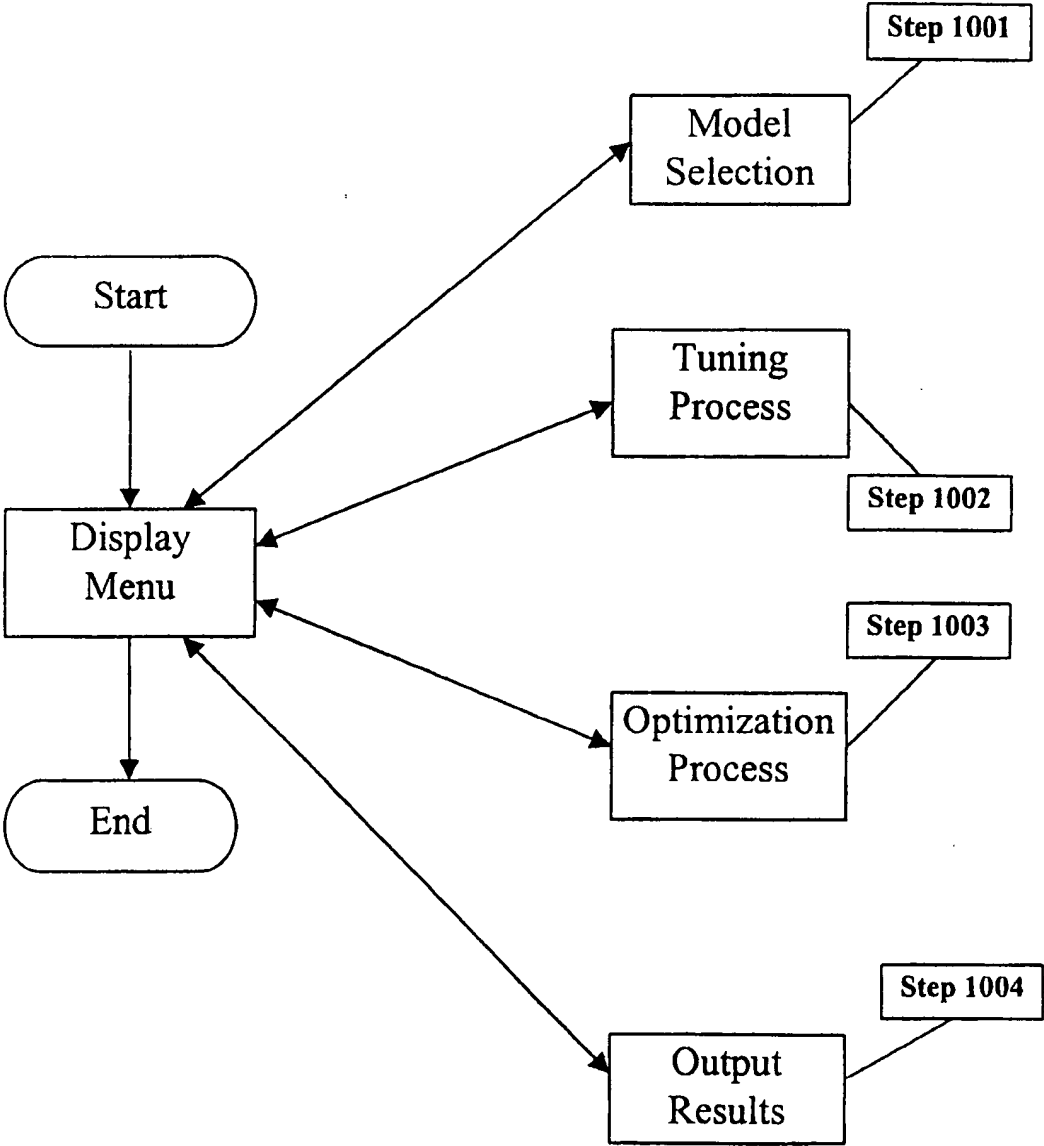 Step 1001
Model
Selection
Start
Tuning
Process
Step 1002
Display
Menu
Step 1003
Optimization
Process
End
Step 1004
Output
Results